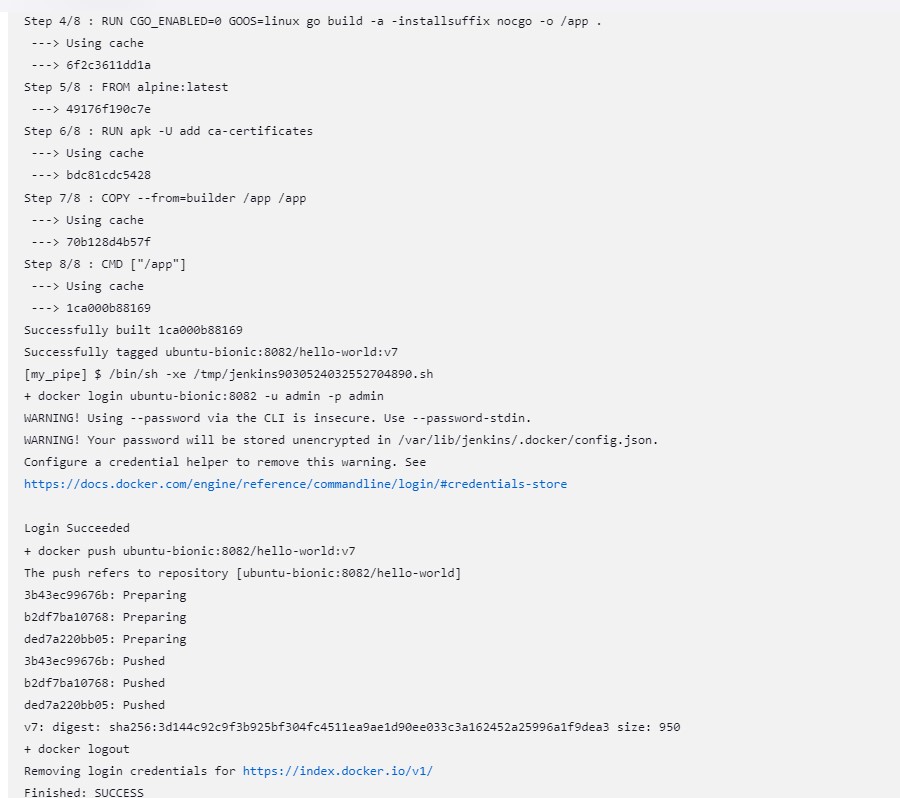 Step 4/8 : RUN CGO_ENABLED=0 GOOS=linux go build -a -installsuffix nocgo -o /app .
---> Using cache
---> 6f2c3611dd1a
Step 5/8 : FROM alpine:latest
---> 49176f190c7e
Step 6/8 : RUN apk -U add ca-certificates
---> Using cache
---> bdc81cdc5428
Step 7/8 : COPY --from=builder /app /app
---> Using cache
---> 70b128d4b57f
Step 8/8 : CMD ["/app"]
---> Using cache
---> 1ca000b88169
Successfully built 1ca000b88169
Successfully tagged ubuntu-bionic:8082/hello-world:v7
[my_pipe] $ /bin/sh -xe /tmp/jenkins9030524032552704890.sh
+ docker login ubuntu-bionic:8082 -u admin -p admin
WARNING! Using --password via the CLI is insecure. Use --password-stdin.
WARNING! Your password will be stored unencrypted in /var/lib/jenkins/.docker/config.json.
Configure a credential helper to remove this warning. See
https://docs.docker.com/engine/reference/commandline/login/#credentials-store
Login Succeeded
+ docker push ubuntu-bionic:8082/hello-world:v7
The push refers to repository [ubuntu-bionic:8082/hello-world]
3b43ec99676b: Preparing
b2df7ba10768: Preparing
ded7a220bb05: Preparing
3b43ec99676b: Pushed
b2df7ba10768: Pushed
ded7a220bb05: Pushed
v7: digest: sha256:3d144c92c9f3b925bf304fc4511ea9ae1d90ee033c3a162452a25996a1f9dea3 size: 950
+ docker logout
Removing login credentials for https://index.docker.io/v1/
Finished: SUCCESS